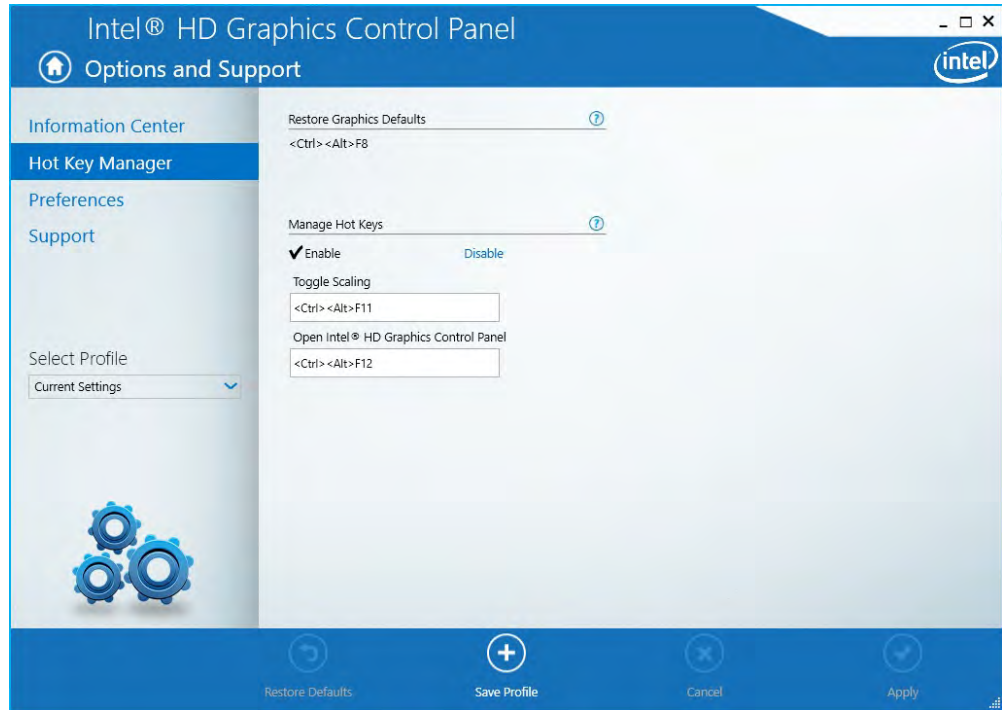 Intel® HD Graphics Control Panel
Options and Support
intel
Information Center
Hot Key Manager
Preferences
Support
Select Profile
Current Settings
Restore Graphics Defaults ?
<Ctrl><Alt>F8
Manage Hot Keys ?
Enable Disable
Toggle Scaling
<Ctrl><Alt>F11
Open Intel® HD Graphics Control Panel
<Ctrl><Alt>F12
Restore Defaults Save Profile Cancel Apply